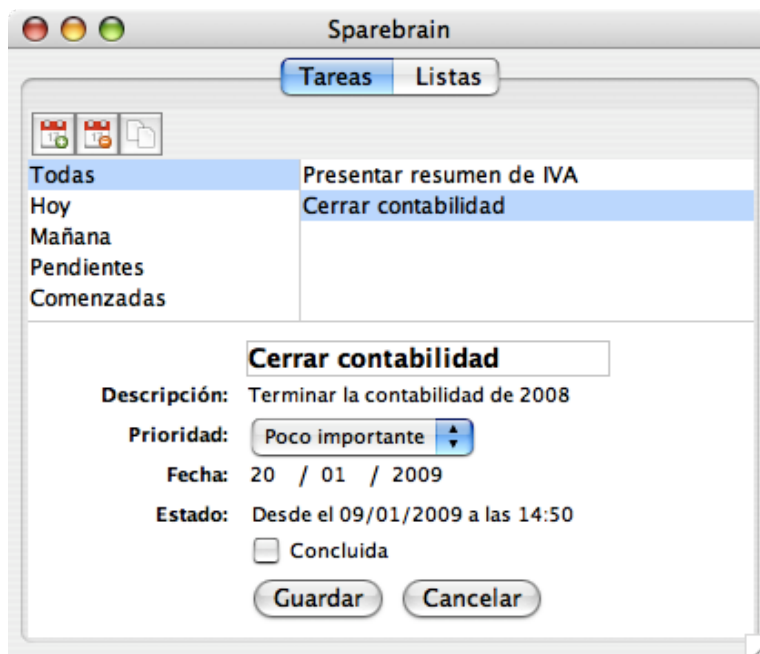 Sparebrain
Tareas Listas
Todas
Hoy
Mañana
Pendientes
Comenzadas
Presentar resumen de IVA
Cerrar contabilidad
Cerrar contabilidad
Descripción: Terminar la contabilidad de 2008
Prioridad: Poco importante
Fecha: 20 / 01 / 2009
Estado: Desde el 09/01/2009 a las 14:50
Concluida
Guardar Cancelar